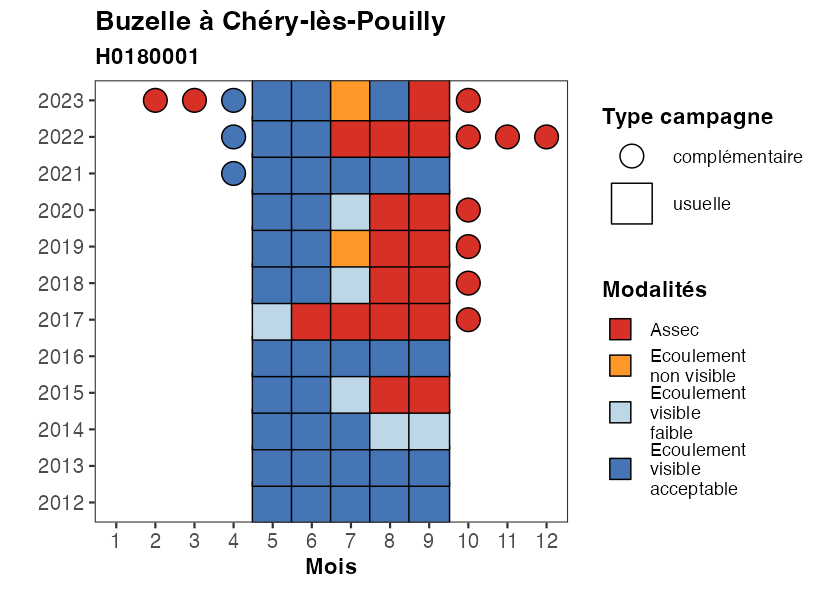 Buzelle à Chéry-lès-Pouilly
H0180001
2023
2022
2021
2020
2019
2018
2017
2016
2015
2014
2013
2012
1 2 3 4 5 6 7 8 9 10 11 12
Mois
Type campagne
complémentaire
usuelle
Modalités
Assec
Ecoulement
non visible
Ecoulement
visible
faible
Ecoulement
visible
acceptable